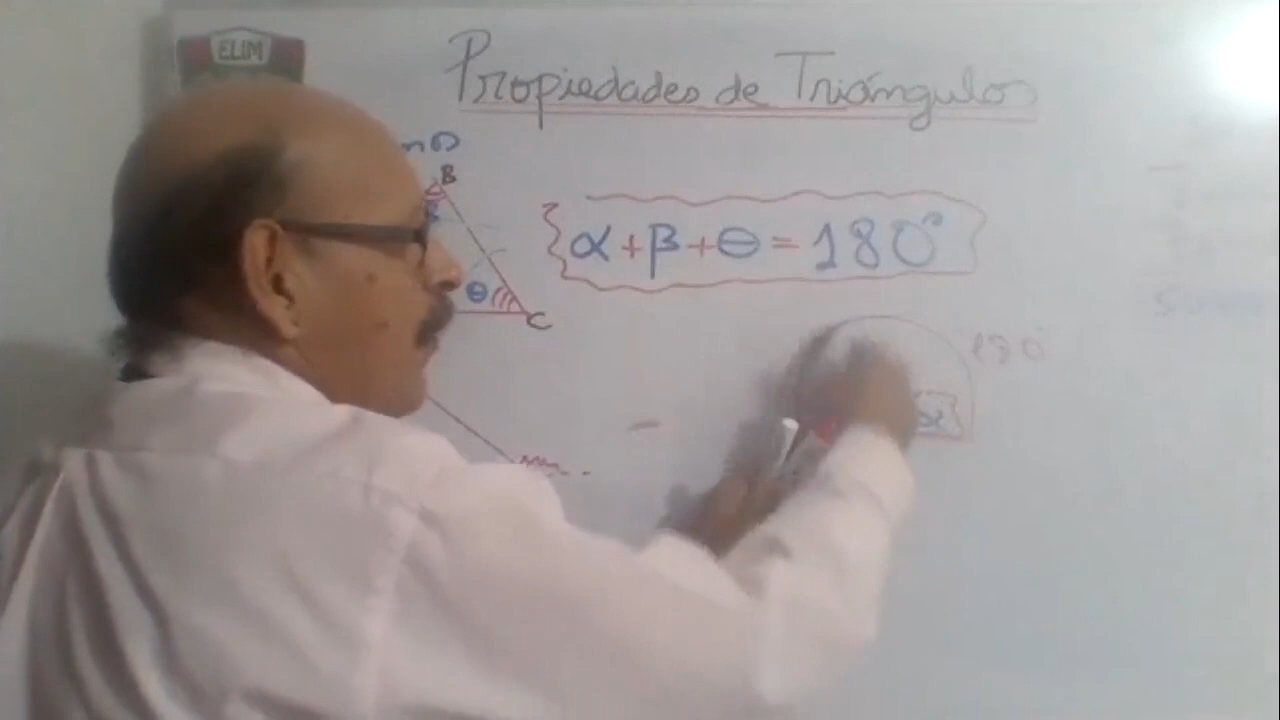 ELIM
Propiedades de Triángulos
B
β
α + β + θ = 180°
θ
C
180°